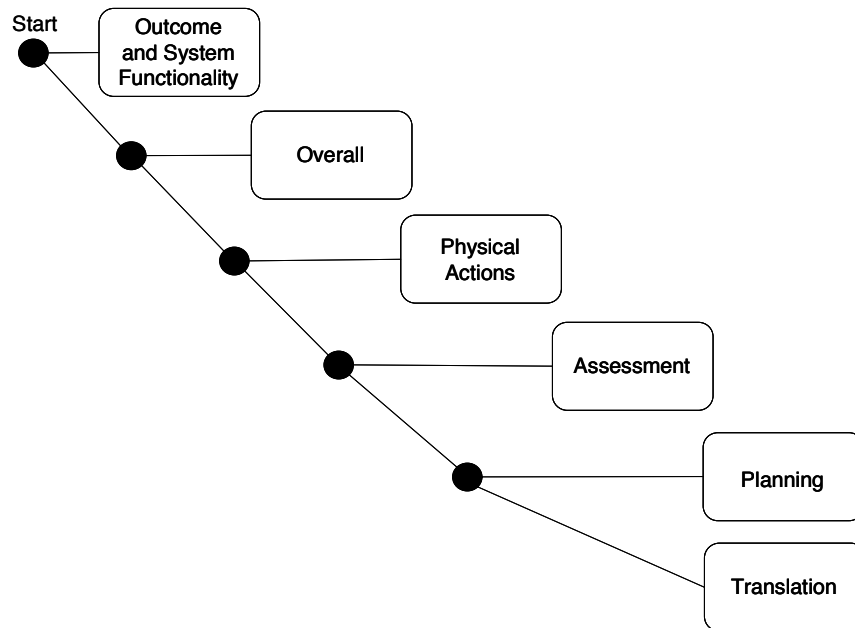 Start
Outcome
and System
Functionality
Overall
Physical
Actions
Assessment
Planning
Translation